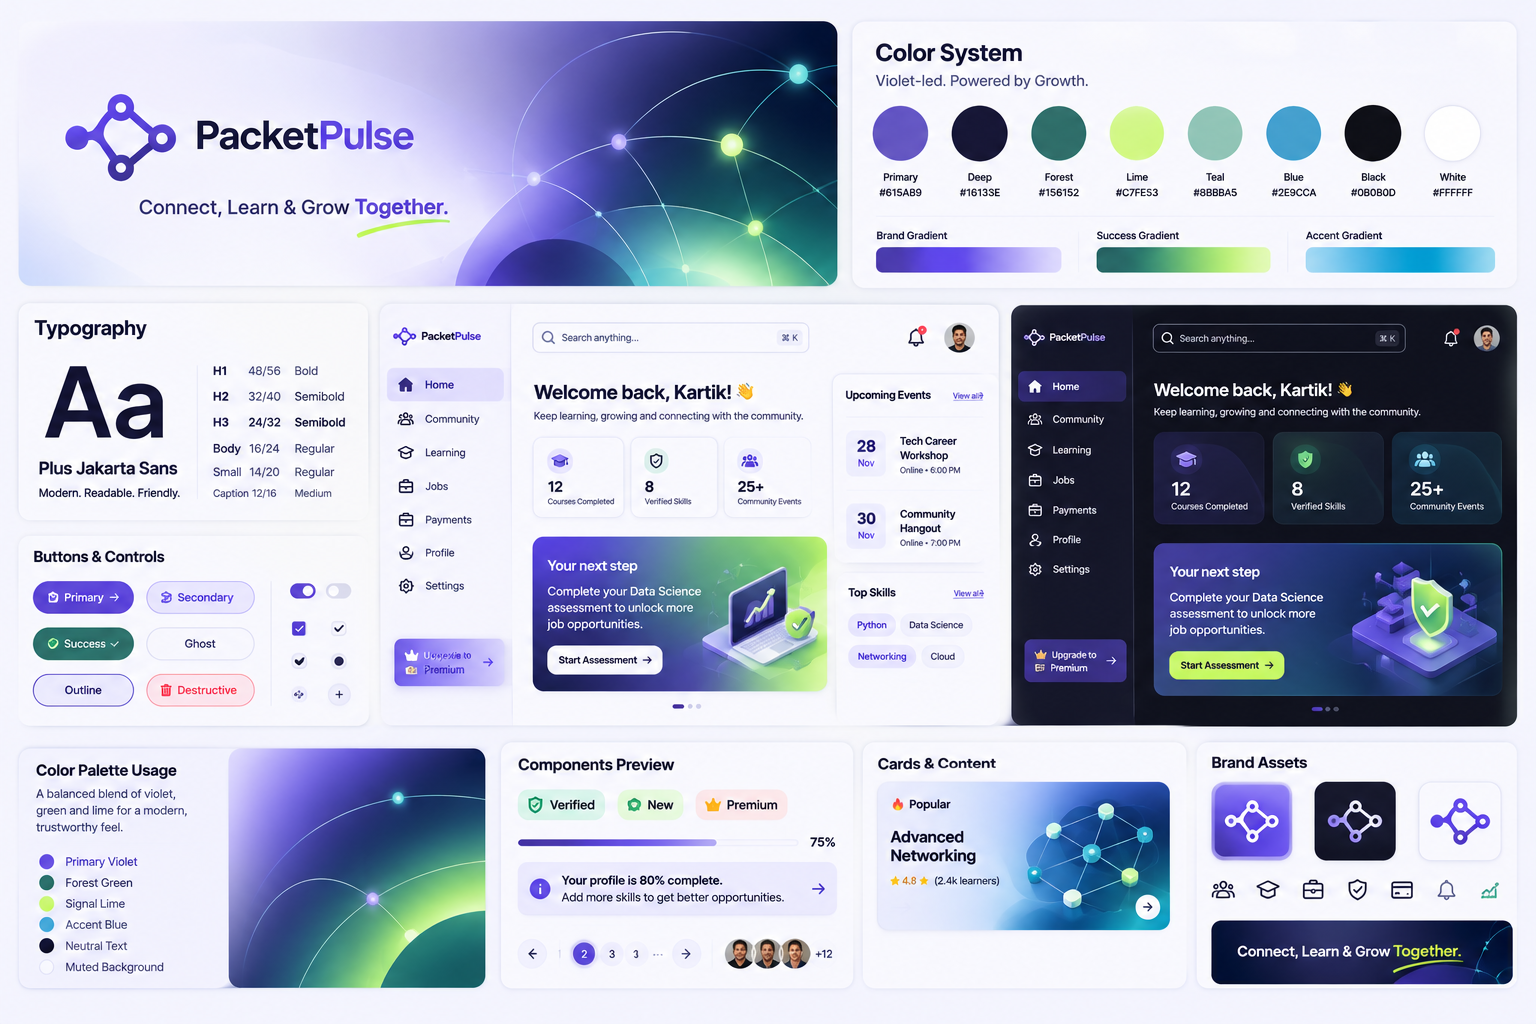 PacketPulse
Connect, Learn & Grow Together.
Color System
Violet-led. Powered by Growth.
Primary
#615AB9
Deep
#16133E
Forest
#156152
Lime
#C7FE53
Teal
#8BBBA5
Blue
#2E9CCA
Black
#0B0B0D
White
#FFFFFF
Brand Gradient
Success Gradient
Accent Gradient
Typography
Aa
Plus Jakarta Sans
Modern. Readable. Friendly.
H1 48/56 Bold
H2 32/40 Semibold
H3 24/32 Semibold
Body 16/24 Regular
Small 14/20 Regular
Caption 12/16 Medium
Buttons & Controls
Primary →
Secondary
Success
Ghost
Outline
Destructive
PacketPulse
Home
Community
Learning
Jobs
Payments
Profile
Settings
Premium
Search anything...
⌘ K
Welcome back, Kartik! 👋
Keep learning, growing and connecting with the community.
12
Courses Completed
8
Verified Skills
25+
Community Events
Your next step
Complete your Data Science
assessment to unlock more
job opportunities.
Start Assessment →
Upcoming Events
View
28
Nov
Tech Career
Workshop
Online • 6:00 PM
30
Nov
Community
Hangout
Online • 7:00 PM
Top Skills
View
Python
Data Science
Networking
Cloud
PacketPulse
Home
Community
Learning
Jobs
Payments
Profile
Settings
Upgrade to
Premium
Search anything...
⌘ K
Welcome back, Kartik! 👋
Keep learning, growing and connecting with the community.
12
Courses Completed
8
Verified Skills
25+
Community Events
Your next step
Complete your Data Science
assessment to unlock more
job opportunities.
Start Assessment →
Color Palette Usage
A balanced blend of violet,
green and lime for a modern,
trustworthy feel.
Primary Violet
Forest Green
Signal Lime
Accent Blue
Neutral Text
Muted Background
Components Preview
Verified
New
Premium
75%
Your profile is 80% complete.
Add more skills to get better opportunities.
2
3
3
...
+12
Cards & Content
Popular
Advanced
Networking
4.8
(2.4k learners)
Brand Assets
Connect, Learn & Grow Together.